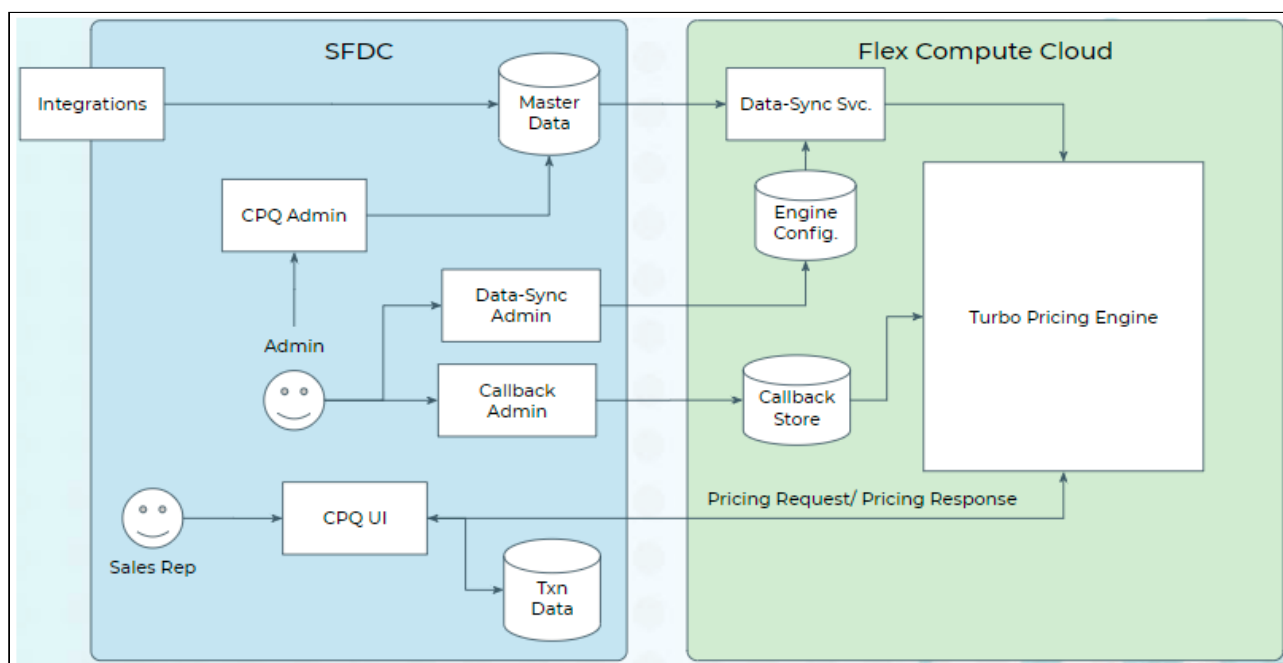 SFDC
Flex Compute Cloud
Integrations
Master
Data
Data-Sync Svc.
CPQ Admin
Engine
Config.
Data-Sync
Admin
Turbo Pricing Engine
Admin
Callback
Admin
Callback
Store
Pricing Request/ Pricing Response
CPQ UI
Sales Rep
Txn
Data